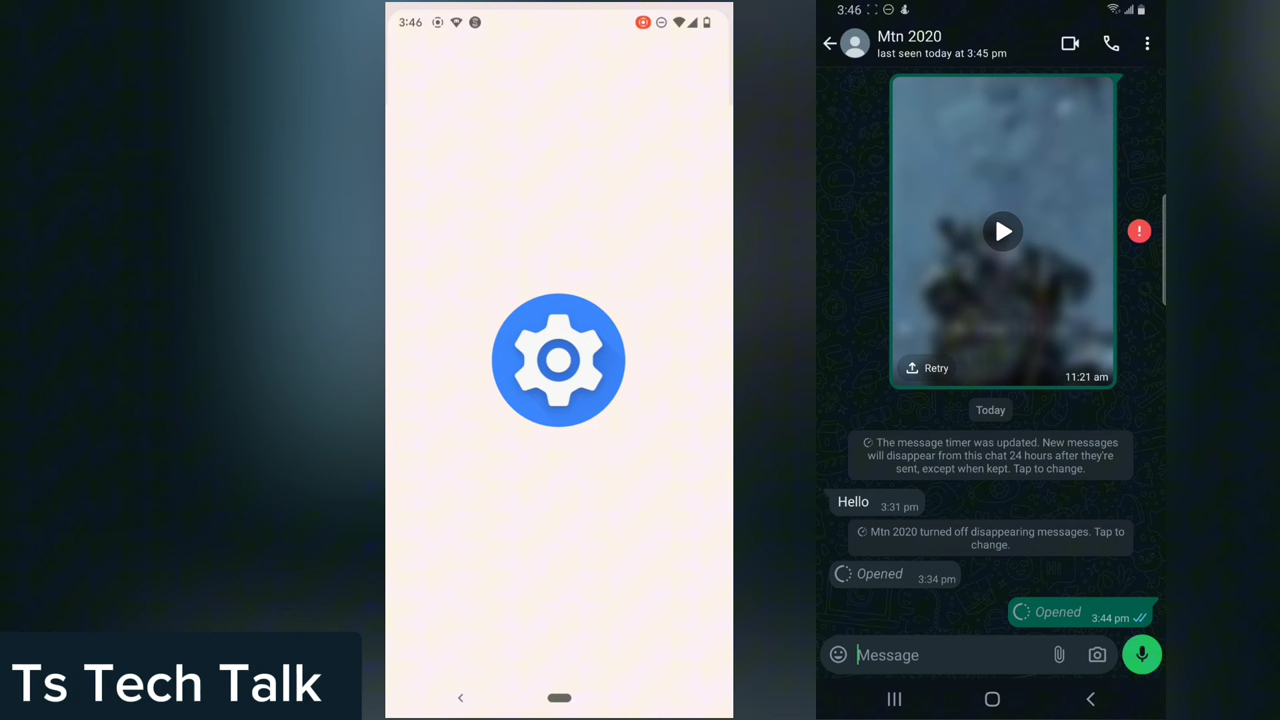 3:46
3:46
Mtn 2020
last seen today at 3:45 pm
Retry
11:21 am
Today
The message timer was updated. New messages
will disappear from this chat 24 hours after they're
sent, except when kept. Tap to change.
Hello
3:31 pm
Mtn 2020 turned off disappearing messages. Tap to
change.
Opened
3:34 pm
Opened
3:44 pm
Message
Ts Tech Talk